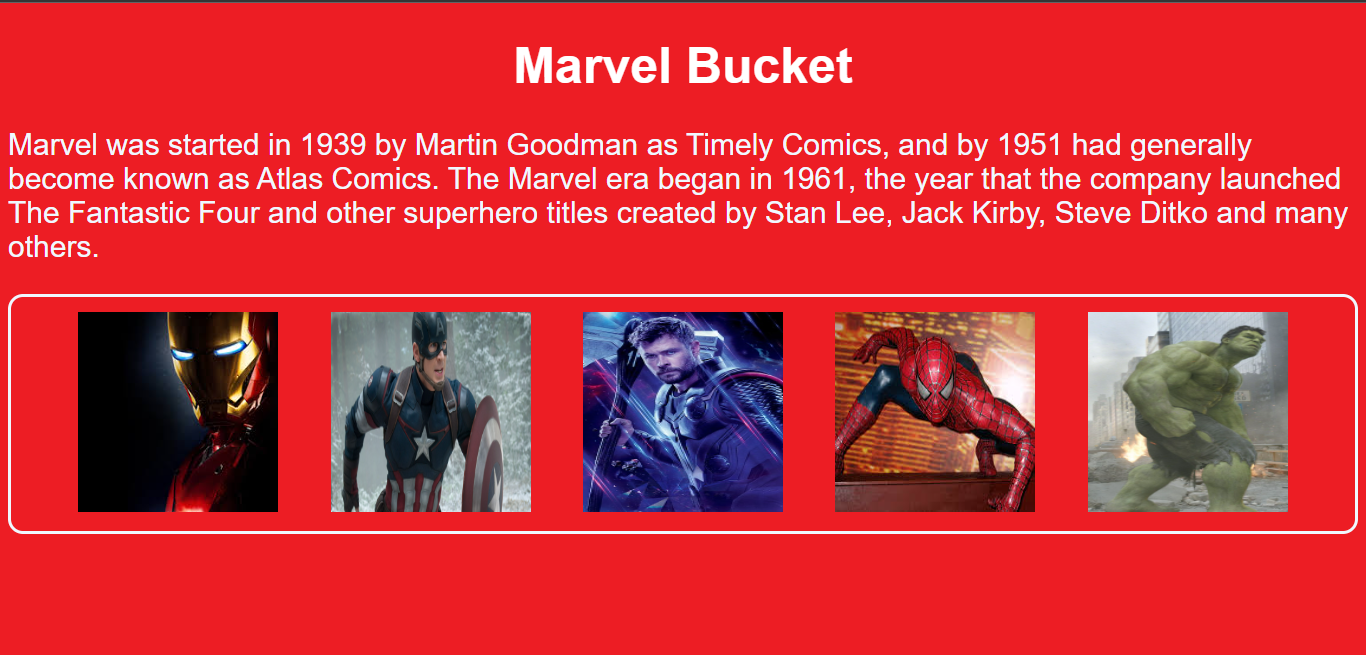 Marvel Bucket
Marvel was started in 1939 by Martin Goodman as Timely Comics, and by 1951 had generally
become known as Atlas Comics. The Marvel era began in 1961, the year that the company launched
The Fantastic Four and other superhero titles created by Stan Lee, Jack Kirby, Steve Ditko and many
others.